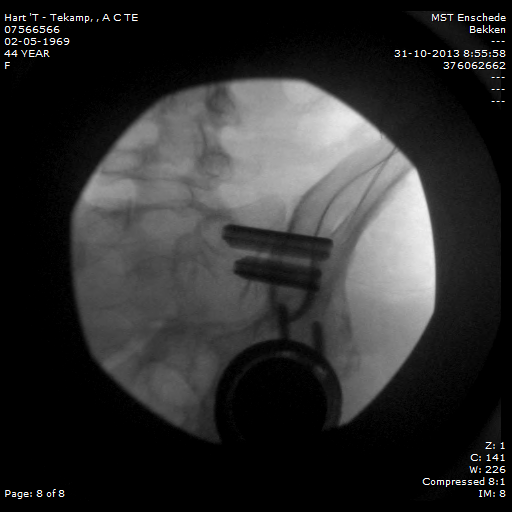 Hart 'T - Tekamp, , A C TE
07566566
02-05-1969
44 YEAR
F
MST Enschede
Bekken
---
31-10-2013 8:55:58
376062662
---
---
---
Z: 1
C: 141
W: 226
Compressed 8:1
IM: 8
Page: 8 of 8